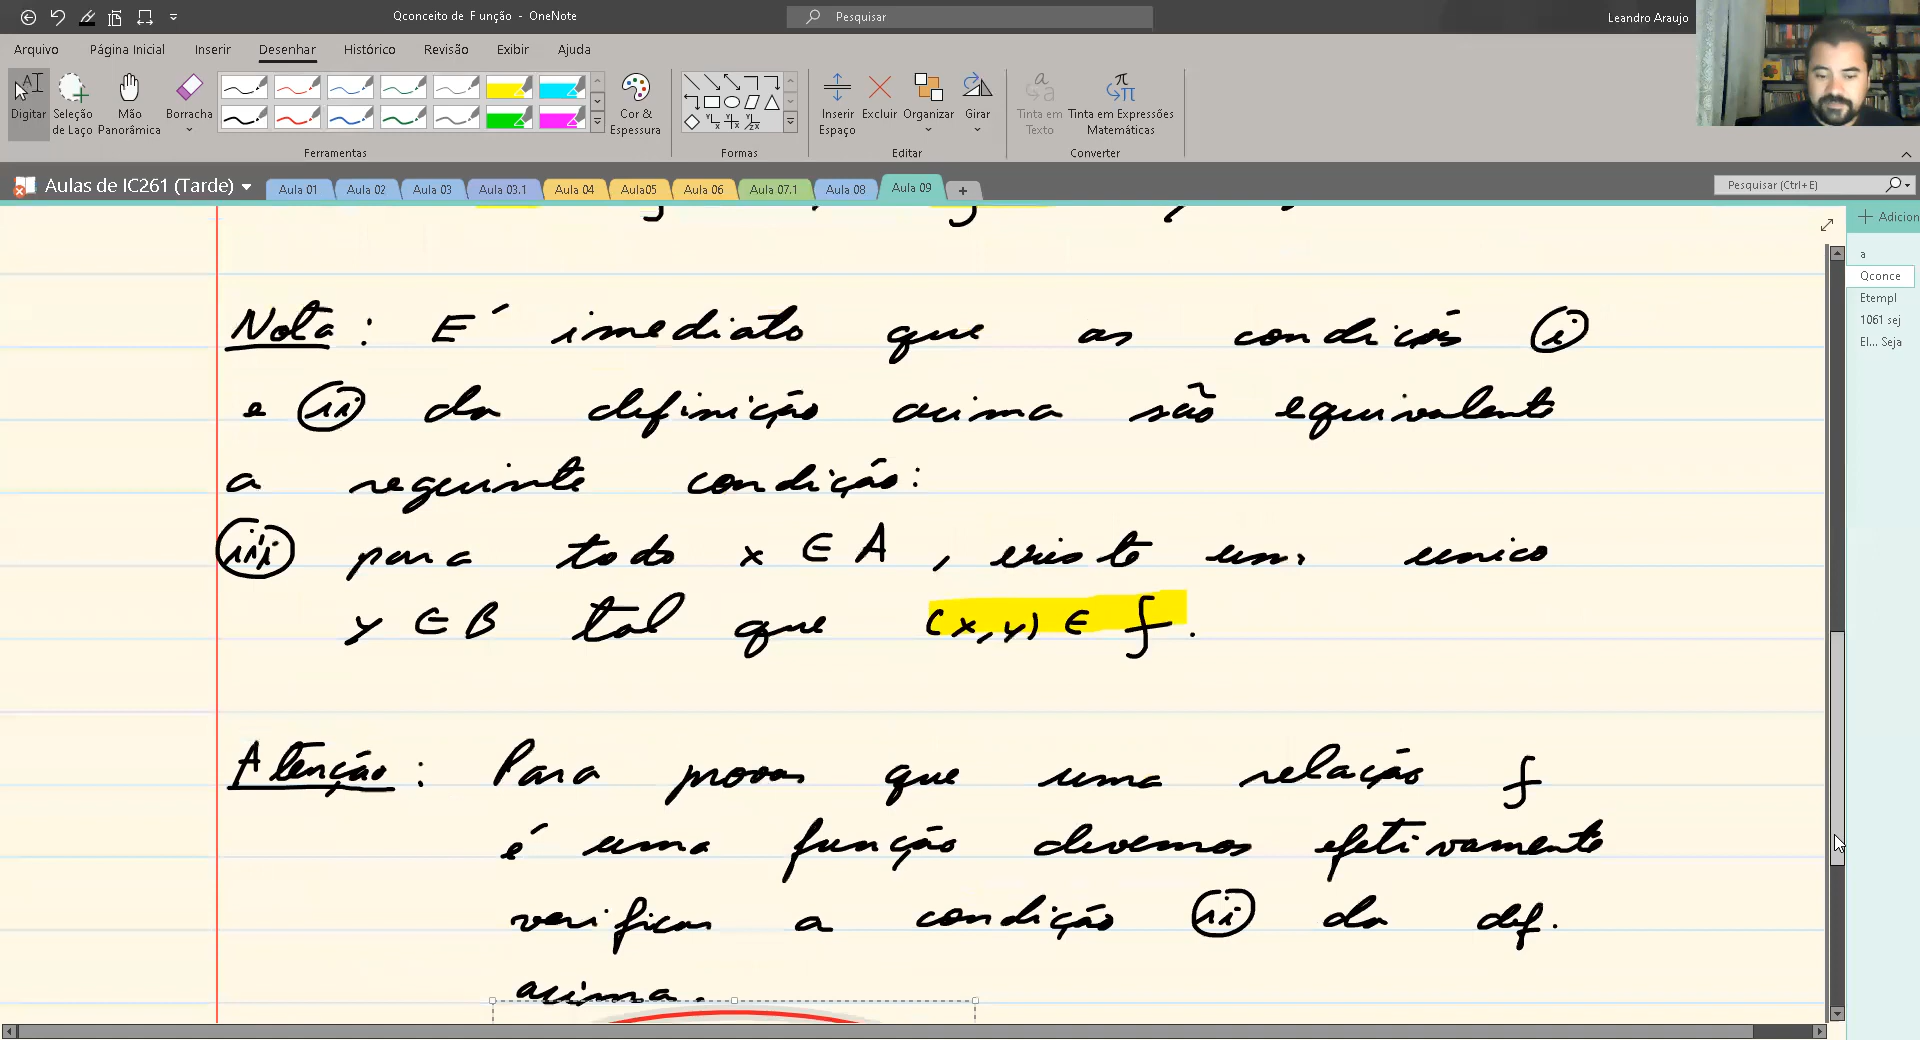 Qconceito de F unção - OneNote
Pesquisar
Leandro Araujo
Arquivo Página Inicial Inserir Desenhar Histórico Revisão Exibir Ajuda
Digitar
Seleção de Laço
Mão Panorâmica
Borracha
Cor & Espessura
Inserir Espaço
Excluir
Organizar
Girar
Tinta em Texto
Tinta em Expressões Matemáticas
Ferramentas Formas Editar Converter
Aulas de IC261 (Tarde) Aula 01 Aula 02 Aula 03 Aula 03.1 Aula 04 Aula05 Aula 06 Aula 07.1 Aula 08 Aula 09
Pesquisar (Ctrl+E)
Adicion
a
Qconce
Etempl
1061 sej
El... Seja
Nota: É imediato que as condições (i)
e (ii) da definição acima são equivalente
a seguinte condição:
(iii) para todo x ∈ A, existe um unico
y ∈ B tal que (x,y) ∈ f.
Atenção: Para provar que uma relação f
é uma função devemos efetivamente
verificar a condição (ii) da def.
acima.